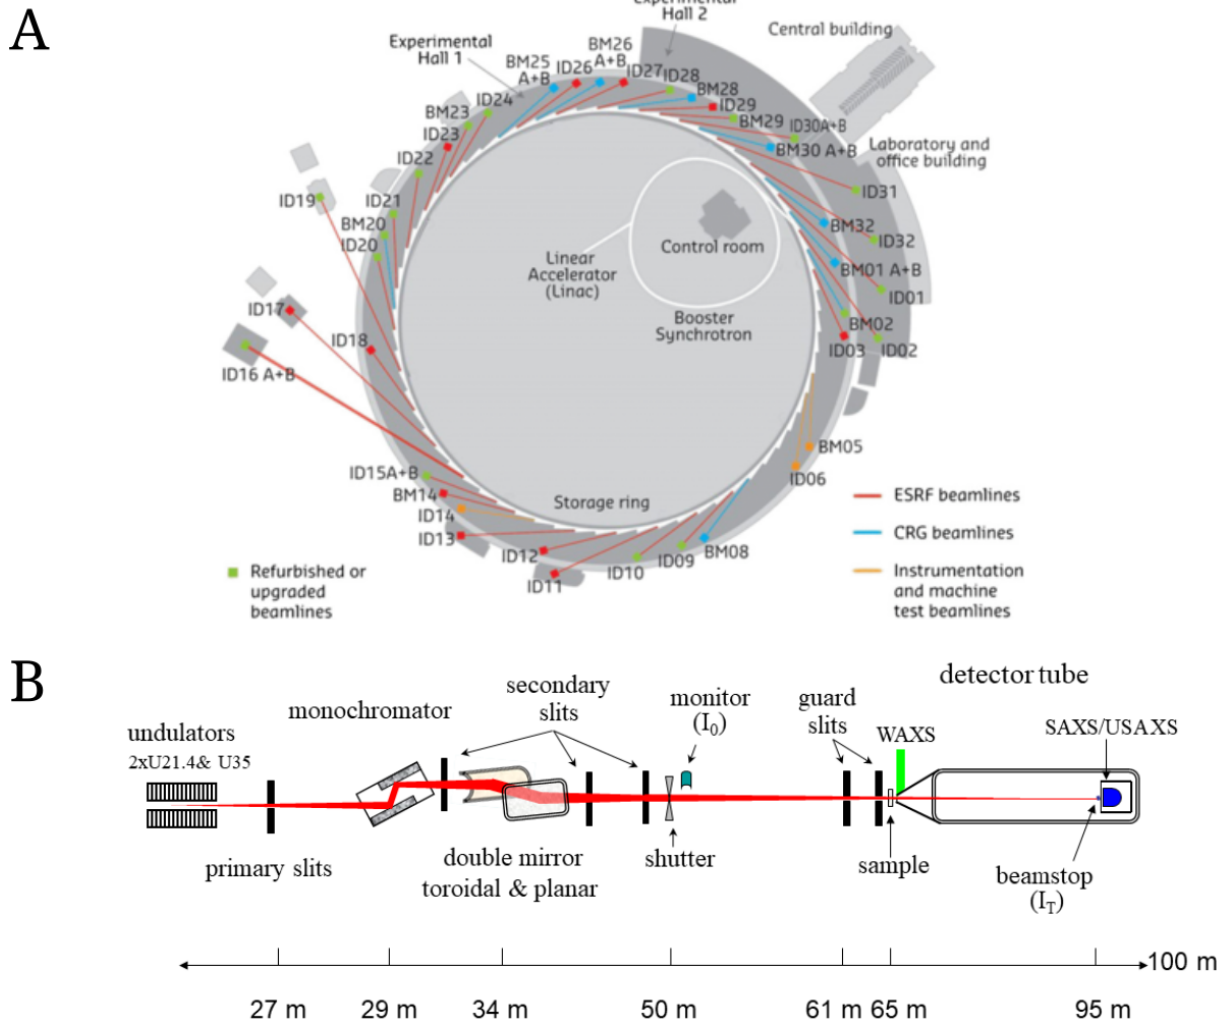 A
Experimental
Hall 2
Central building
Experimental
Hall 1
BM26
A+B
BM25
A+B
ID26
ID27
ID28
BM28
ID29
BM29
ID30A+B
BM30 A+B
Laboratory and
office building
ID24
BM23
ID23
ID22
ID31
ID19
ID21
BM20
ID20
BM32
ID32
Control room
Linear
Accelerator
(Linac)
BM01 A+B
ID01
ID17
Booster
Synchrotron
BM02
ID18
ID03
ID02
ID16 A+B
BM05
ID06
ID15A+B
BM14
ID14
ID13
Storage ring
ESRF beamlines
CRG beamlines
Instrumentation
and machine
test beamlines
ID12
ID11
ID10
ID09
BM08
Refurbished or
upgraded
beamlines
B
detector tube
undulators
2xU21.4& U35
monochromator
secondary
slits
monitor
(I0)
guard
slits
WAXS
SAXS/USAXS
primary slits
double mirror
toroidal & planar
shutter
sample
beamstop
(IT)
100 m
27 m
29 m
34 m
50 m
61 m
65 m
95 m